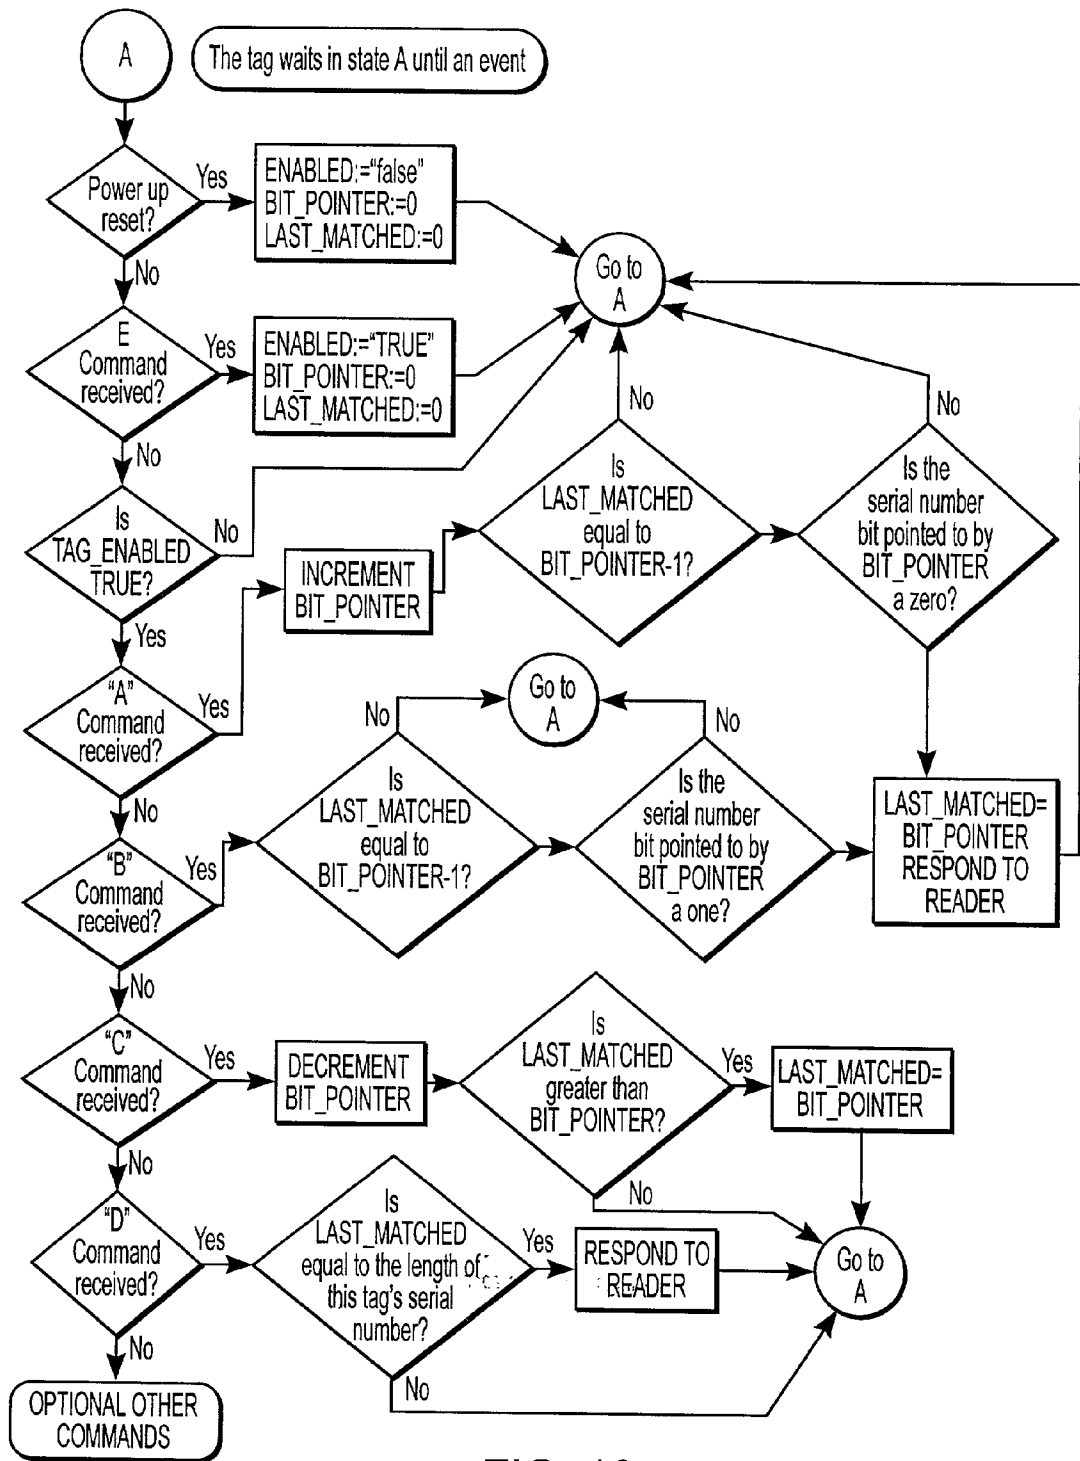 A
The tag waits in state A until an event
Power up
reset?
Yes
ENABLED:="false"
BIT_POINTER:=0
LAST_MATCHED:=0
Go to
A
No
E
Command
received?
Yes
ENABLED:="TRUE"
BIT_POINTER:=0
LAST_MATCHED:=0
No
Is
TAG_ENABLED
TRUE?
No
Yes
"A"
Command
received?
Yes
INCREMENT
BIT_POINTER
Is
LAST_MATCHED
equal to
BIT_POINTER-1?
No
Is the
serial number
bit pointed to by
BIT_POINTER
a zero?
No
No
"B"
Command
received?
Yes
Is
LAST_MATCHED
equal to
BIT_POINTER-1?
No
Go to
A
Is the
serial number
bit pointed to by
BIT_POINTER
a one?
No
LAST_MATCHED=
BIT_POINTER
RESPOND TO
READER
No
"C"
Command
received?
Yes
DECREMENT
BIT_POINTER
Is
LAST_MATCHED
greater than
BIT_POINTER?
Yes
LAST_MATCHED=
BIT_POINTER
No
No
"D"
Command
received?
Yes
Is
LAST_MATCHED
equal to the length of
this tag's serial
number?
Yes
RESPOND TO
READER
Go to
A
No
No
OPTIONAL OTHER
COMMANDS